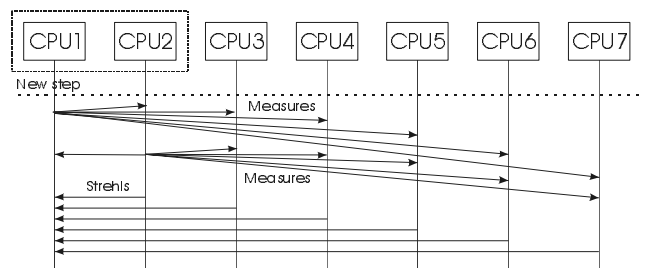 CPU1 CPU2 CPU3 CPU4 CPU5 CPU6 CPU7
New step
Measures
Measures
Strehls